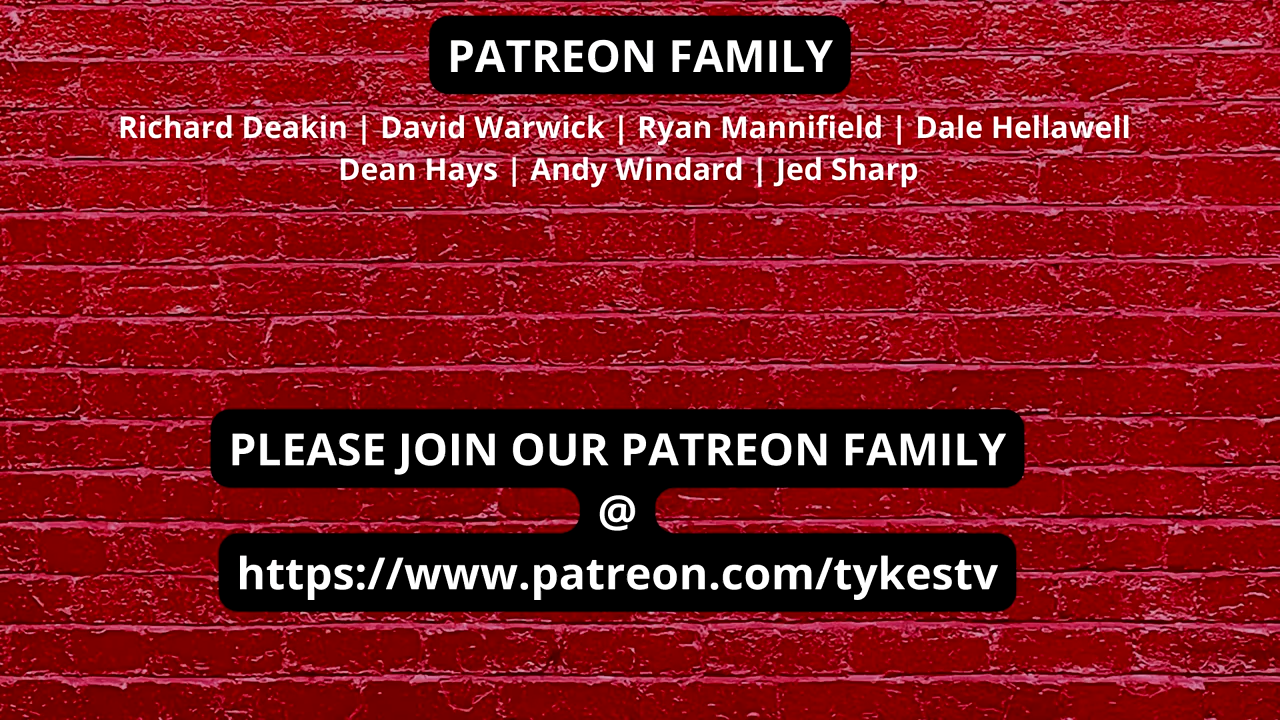 PATREON FAMILY
Richard Deakin | David Warwick | Ryan Mannifield | Dale Hellawell
Dean Hays | Andy Windard | Jed Sharp
PLEASE JOIN OUR PATREON FAMILY
@
https://www.patreon.com/tykestv